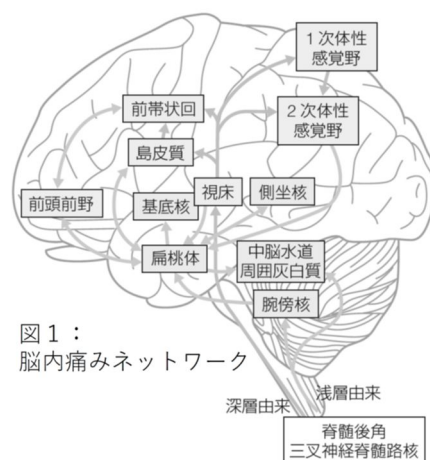 1次体性
感覚野
前帯状回
2次体性
感覚野
島皮質
前頭前野
基底核
視床
側坐核
扁桃体
中脳水道
周囲灰白質
腕傍核
図1：
脳内痛みネットワーク
深層由来
浅層由来
脊髄後角
三叉神経脊髄路核